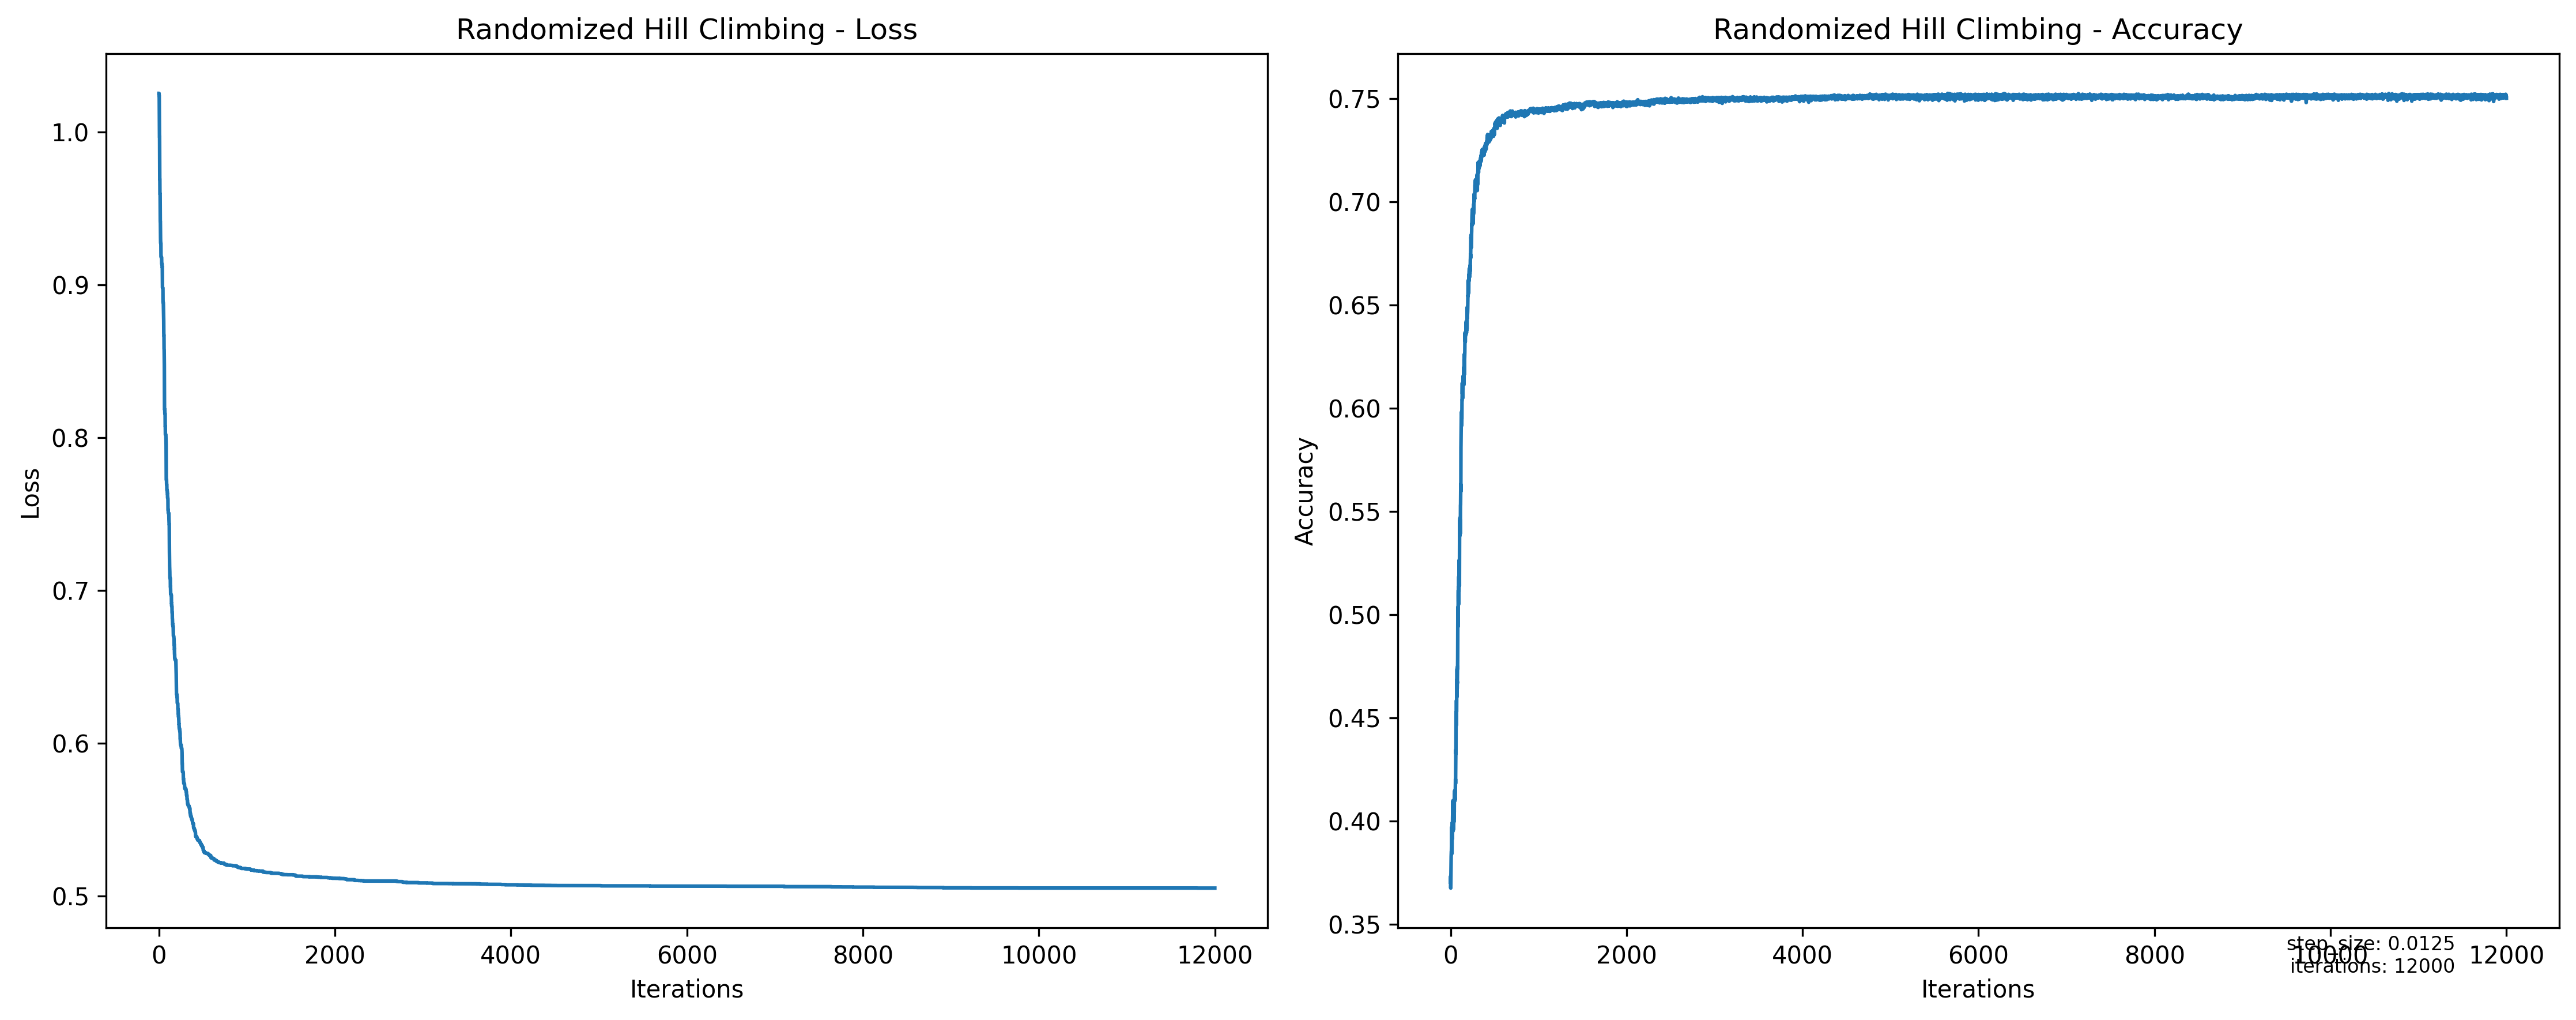 Randomized Hill Climbing - Loss
1.0
0.9
0.8
0.7
0.6
0.5
Loss
0 2000 4000 6000 8000 10000 12000
Iterations
Randomized Hill Climbing - Accuracy
0.75
0.70
0.65
0.60
0.55
0.50
0.45
0.40
0.35
Accuracy
0 2000 4000 6000 8000 10000 12000
Iterations
step_size: 0.0125
iterations: 12000